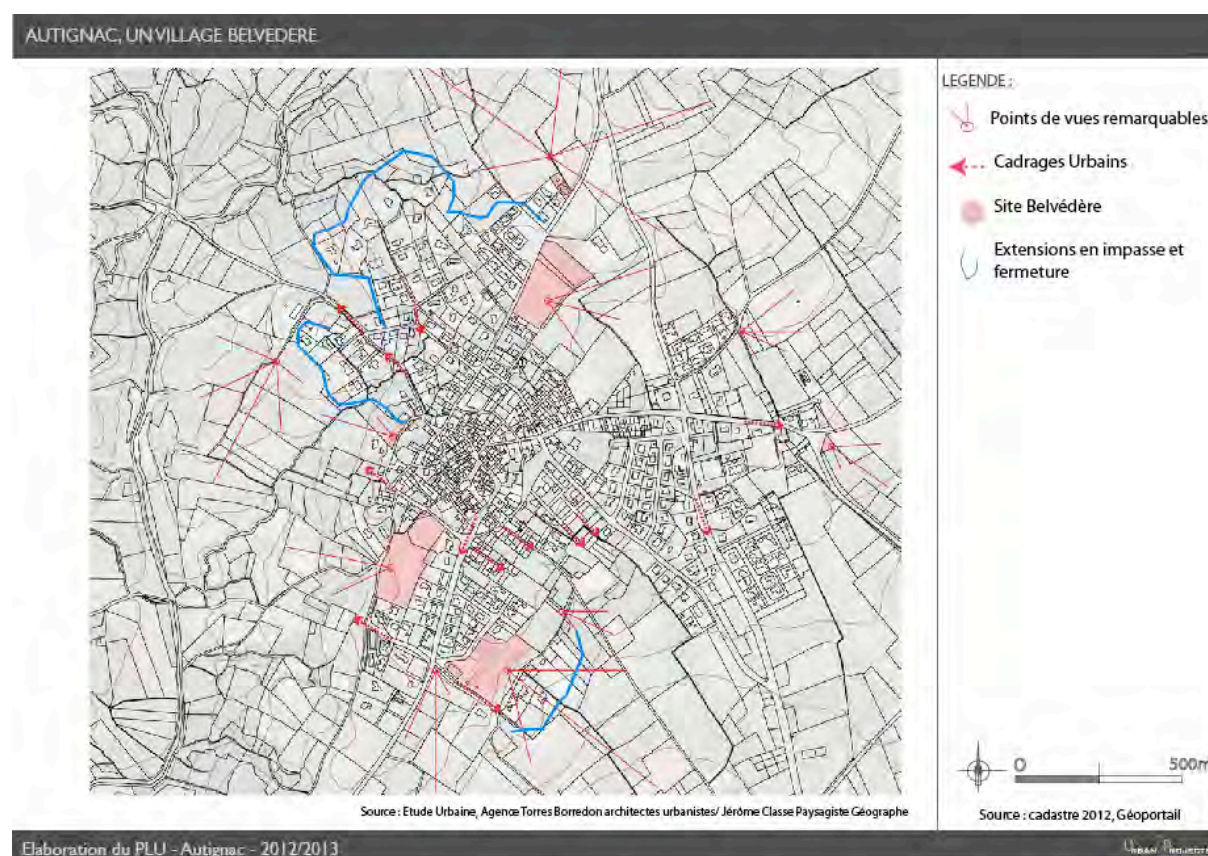 AUTIGNAC, UN VILLAGE BELVEDERE
LEGENDE :
Points de vues remarquables
Cadrages Urbains
Site Belvédère
Extensions en impasse et
fermeture
0 500m
Source : Etude Urbaine, Agence Torres Borredon architectes urbanistes/ Jérôme Classe Paysagiste Géographe
Source : cadastre 2012, Géoportail
Elaboration du PLU - Autignac - 2012/2013
URBAN PROJECTS